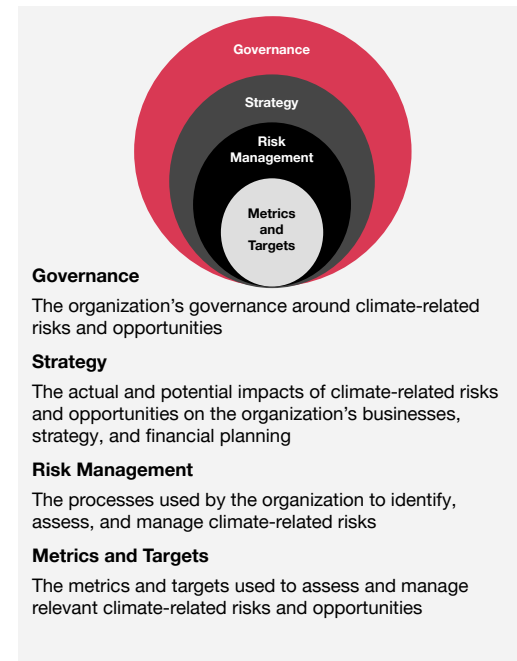 Governance
Strategy
Risk
Management
Metrics
and
Targets
Governance
The organization’s governance around climate-related
risks and opportunities
Strategy
The actual and potential impacts of climate-related risks
and opportunities on the organization’s businesses,
strategy, and financial planning
Risk Management
The processes used by the organization to identify,
assess, and manage climate-related risks
Metrics and Targets
The metrics and targets used to assess and manage
relevant climate-related risks and opportunities